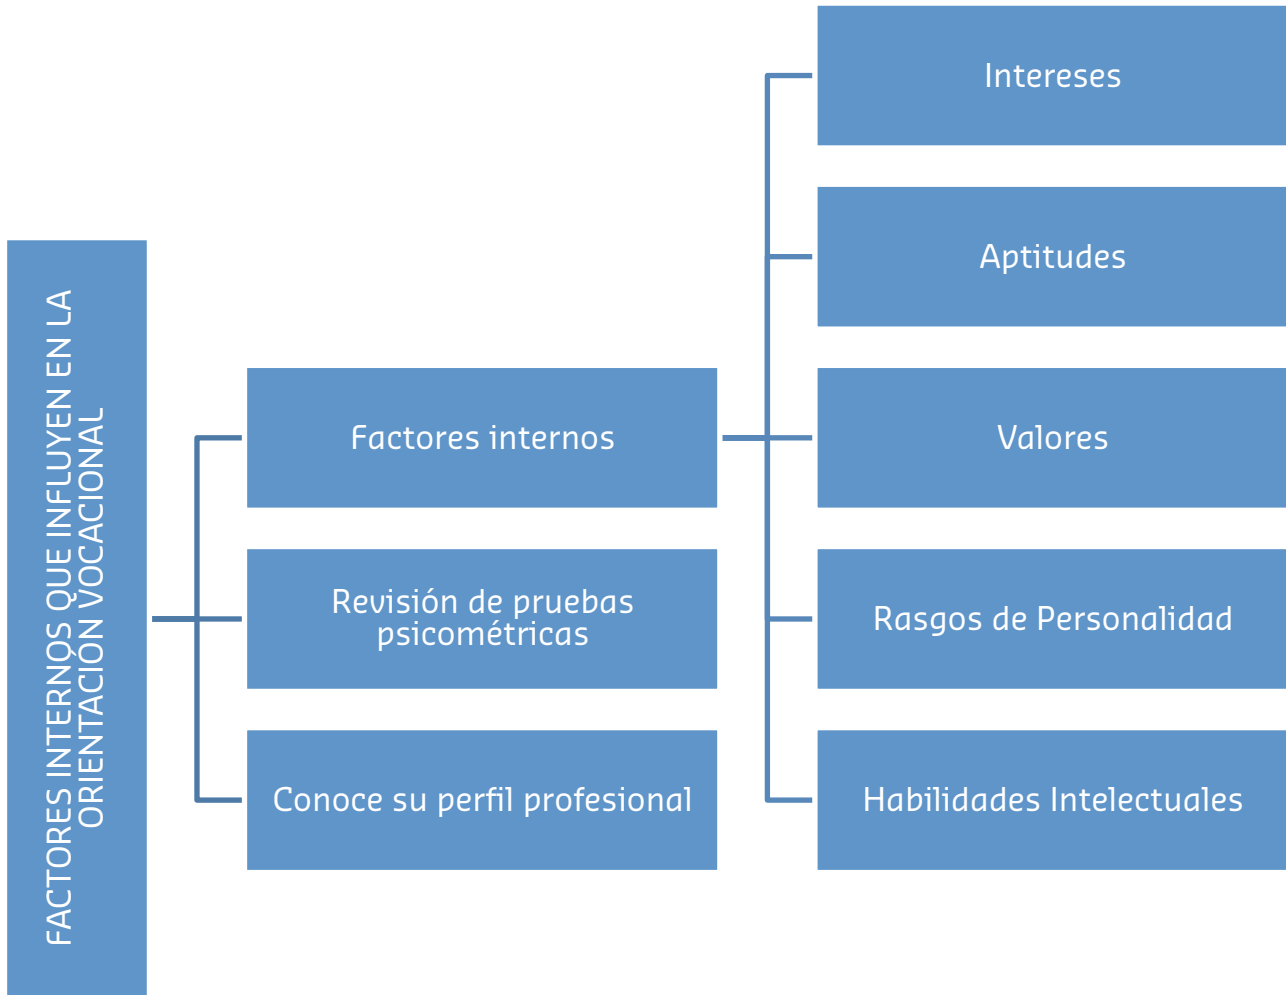 FACTORES INTERNOS QUE INFLUYEN EN LA
ORIENTACIÓN VOCACIONAL
Factores internos
Revisión de pruebas
psicométricas
Conoce su perfil profesional
Intereses
Aptitudes
Valores
Rasgos de Personalidad
Habilidades Intelectuales